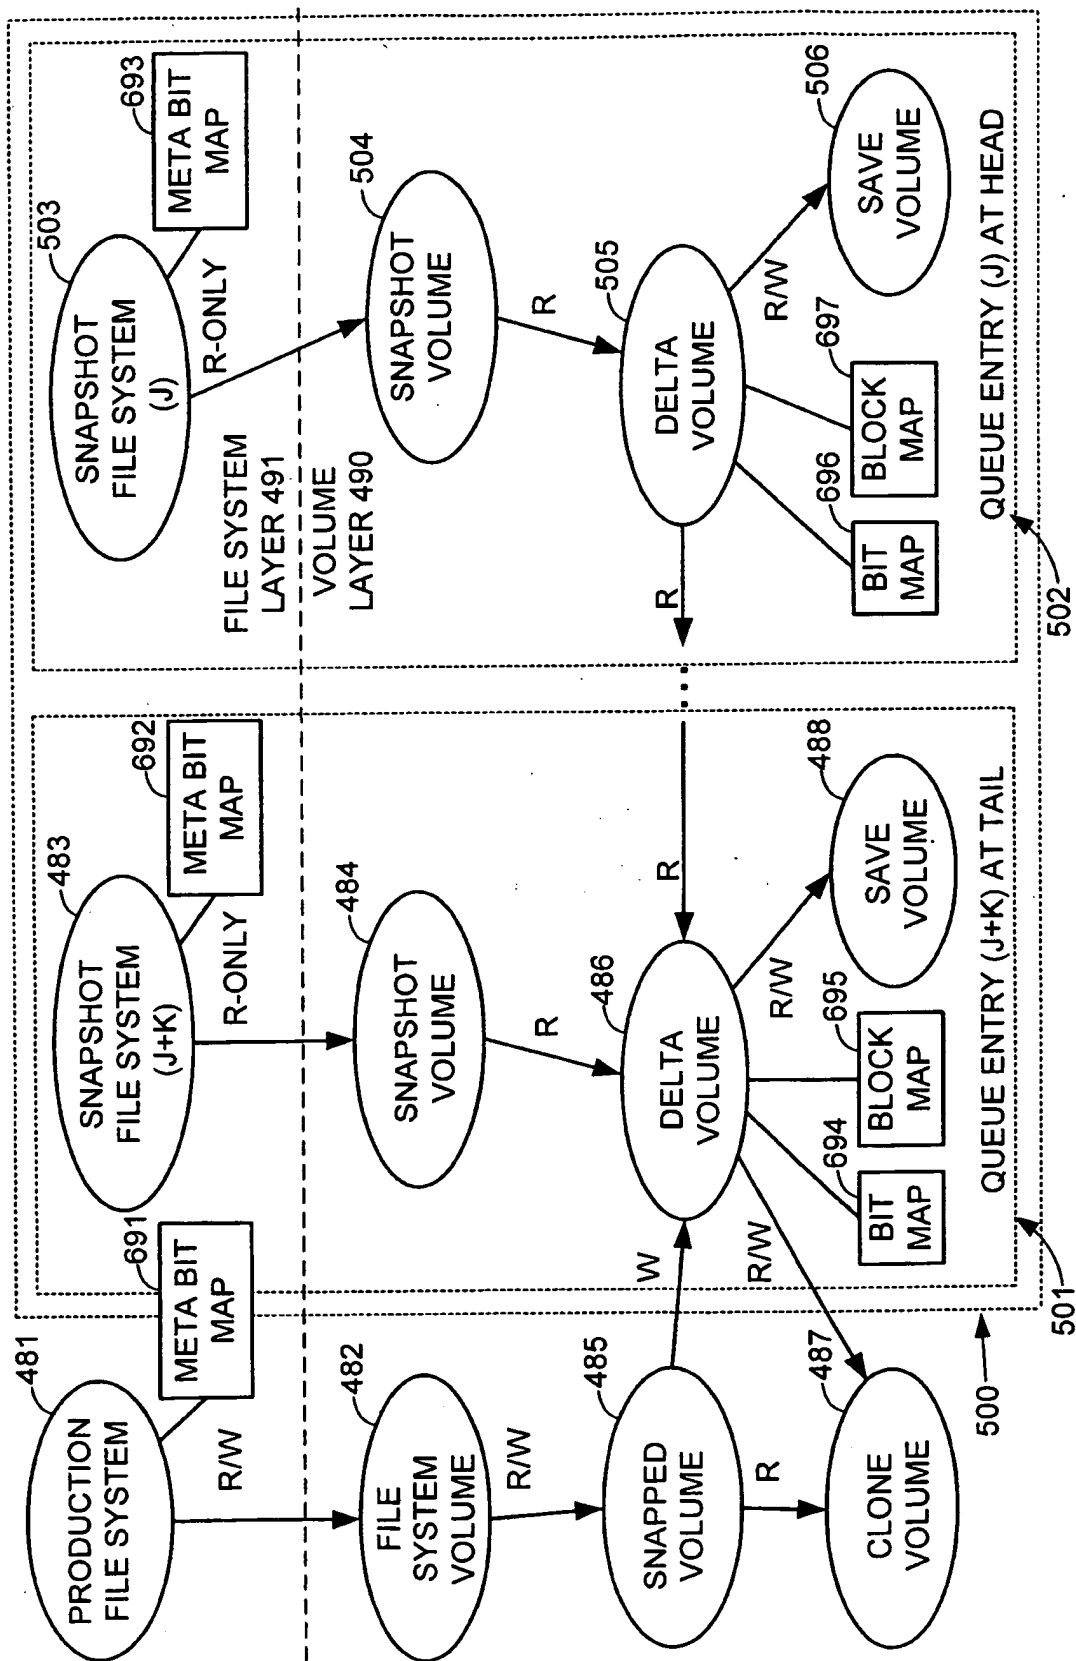 481
PRODUCTION
FILE SYSTEM
691
META BIT
MAP
R/W
482
FILE
SYSTEM
VOLUME
R/W
485
SNAPPED
VOLUME
W
R
R/W
487
CLONE
VOLUME
500
483
SNAPSHOT
FILE SYSTEM
(J+K)
692
META BIT
MAP
R-ONLY
484
SNAPSHOT
VOLUME
R
486
DELTA
VOLUME
R
R/W
694
BIT
MAP
695
BLOCK
MAP
488
SAVE
VOLUME
QUEUE ENTRY (J+K) AT TAIL
501
503
SNAPSHOT
FILE SYSTEM
(J)
693
META BIT
MAP
R-ONLY
FILE SYSTEM
LAYER 491
VOLUME
LAYER 490
504
SNAPSHOT
VOLUME
R
505
DELTA
VOLUME
R
R/W
696
BIT
MAP
697
BLOCK
MAP
506
SAVE
VOLUME
QUEUE ENTRY (J) AT HEAD
502